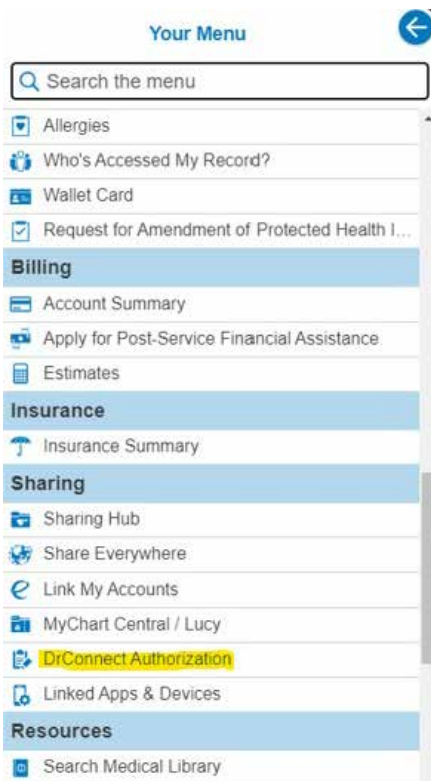 Your Menu
Search the menu
Allergies
Who's Accessed My Record?
Wallet Card
Request for Amendment of Protected Health I...
Billing
Account Summary
Apply for Post-Service Financial Assistance
Estimates
Insurance
Insurance Summary
Sharing
Sharing Hub
Share Everywhere
Link My Accounts
MyChart Central / Lucy
DrConnect Authorization
Linked Apps & Devices
Resources
Search Medical Library